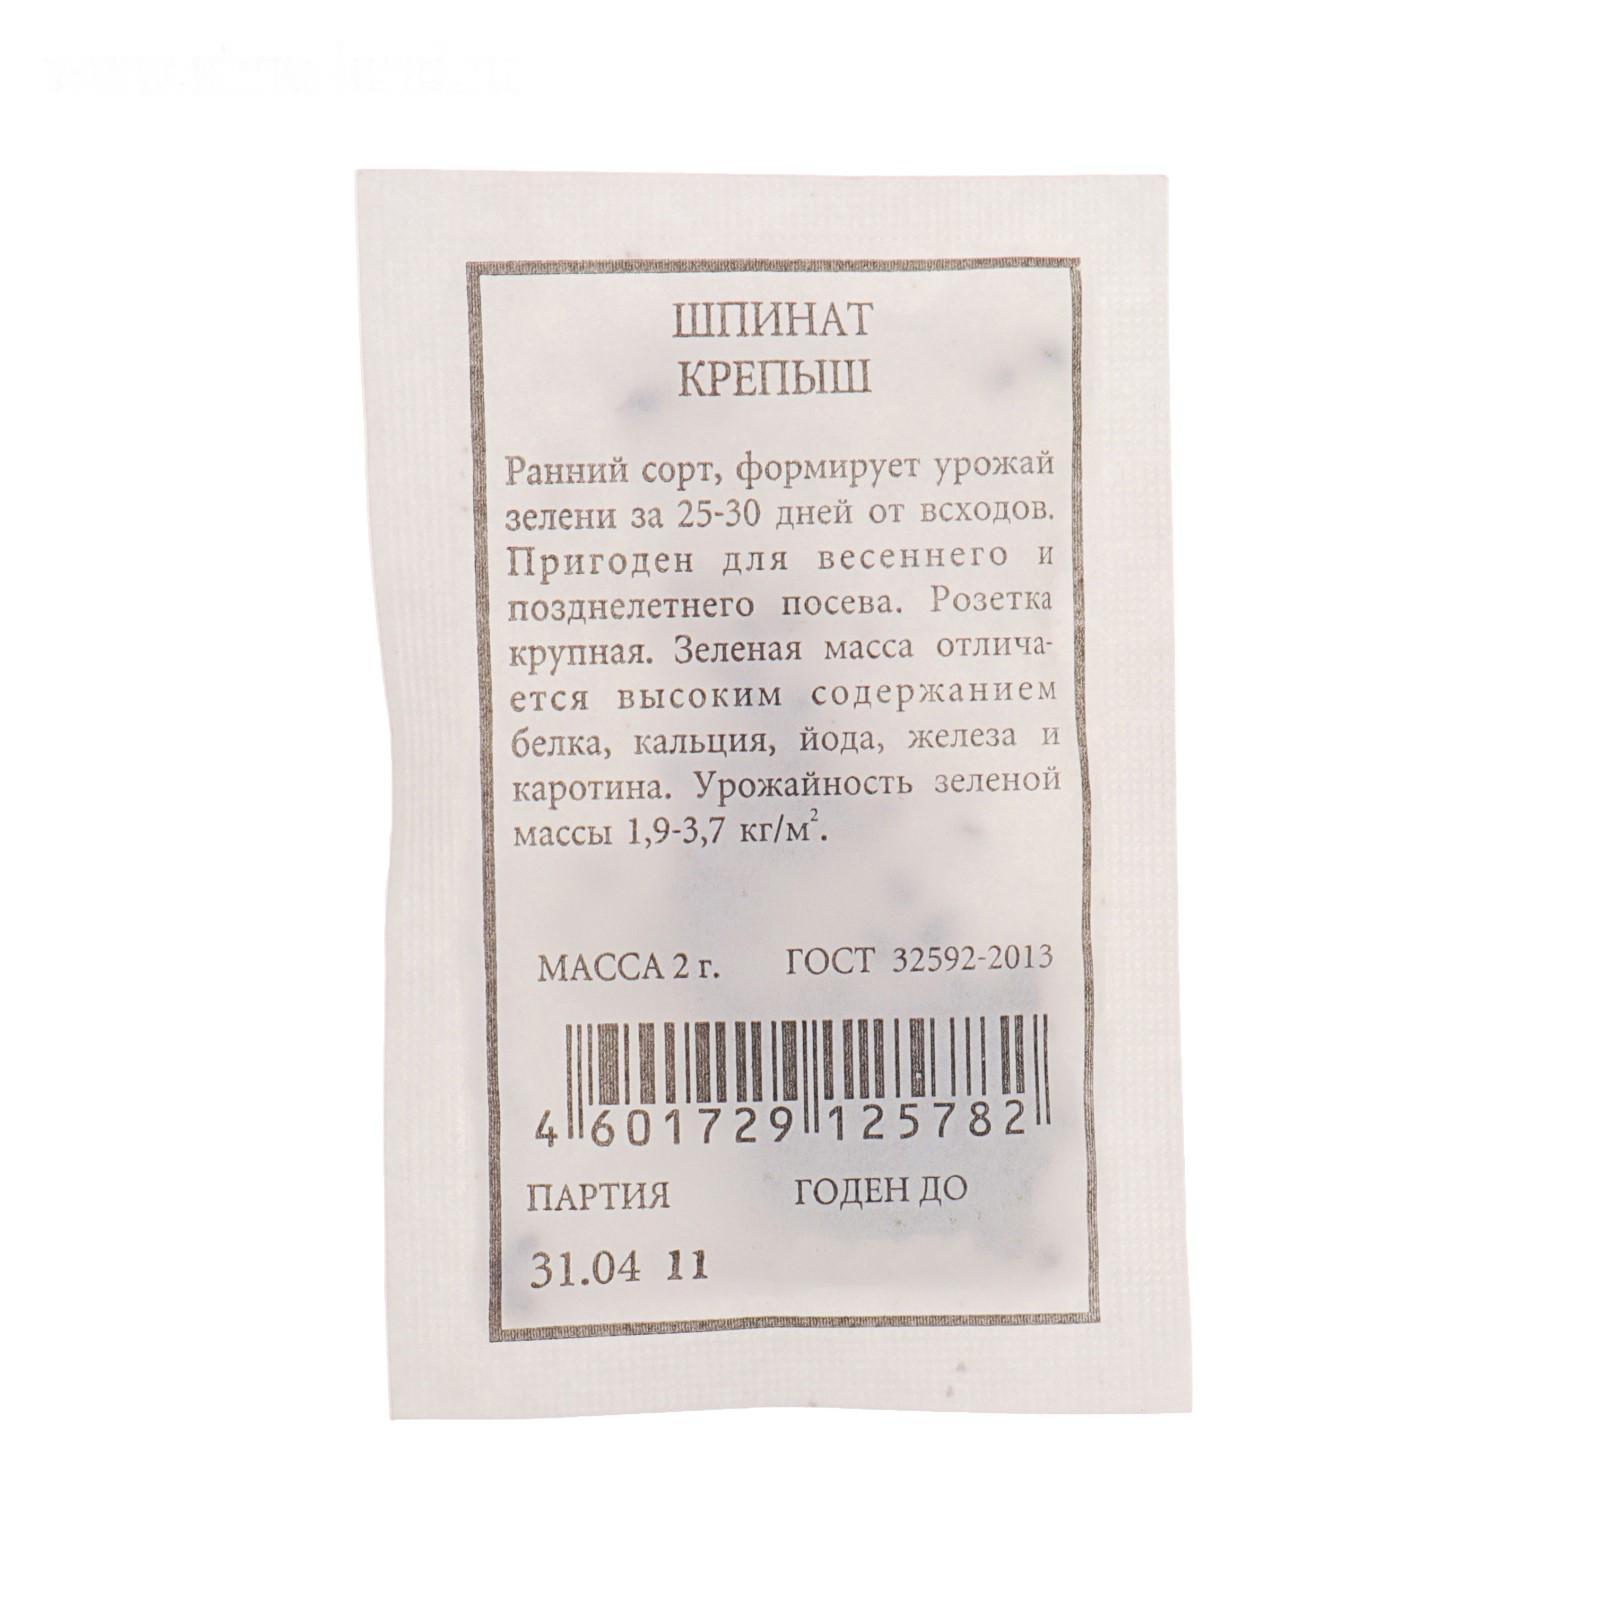 ШПИНАТ
КРЕПЫШ
Ранний сорт, формирует урожай
зелени за 25-30 дней от всходов.
Пригоден для весеннего и
позднелетнего посева. Розетка
крупная. Зеленая масса отлича-
ется высоким содержанием
белка, кальция, йода, железа и
каротина. Урожайность зеленой
массы 1,9-3,7 кг/м².
МАССА 2 г. ГОСТ 32592-2013
4 601729 125782
ПАРТИЯ ГОДЕН ДО
31.04 11